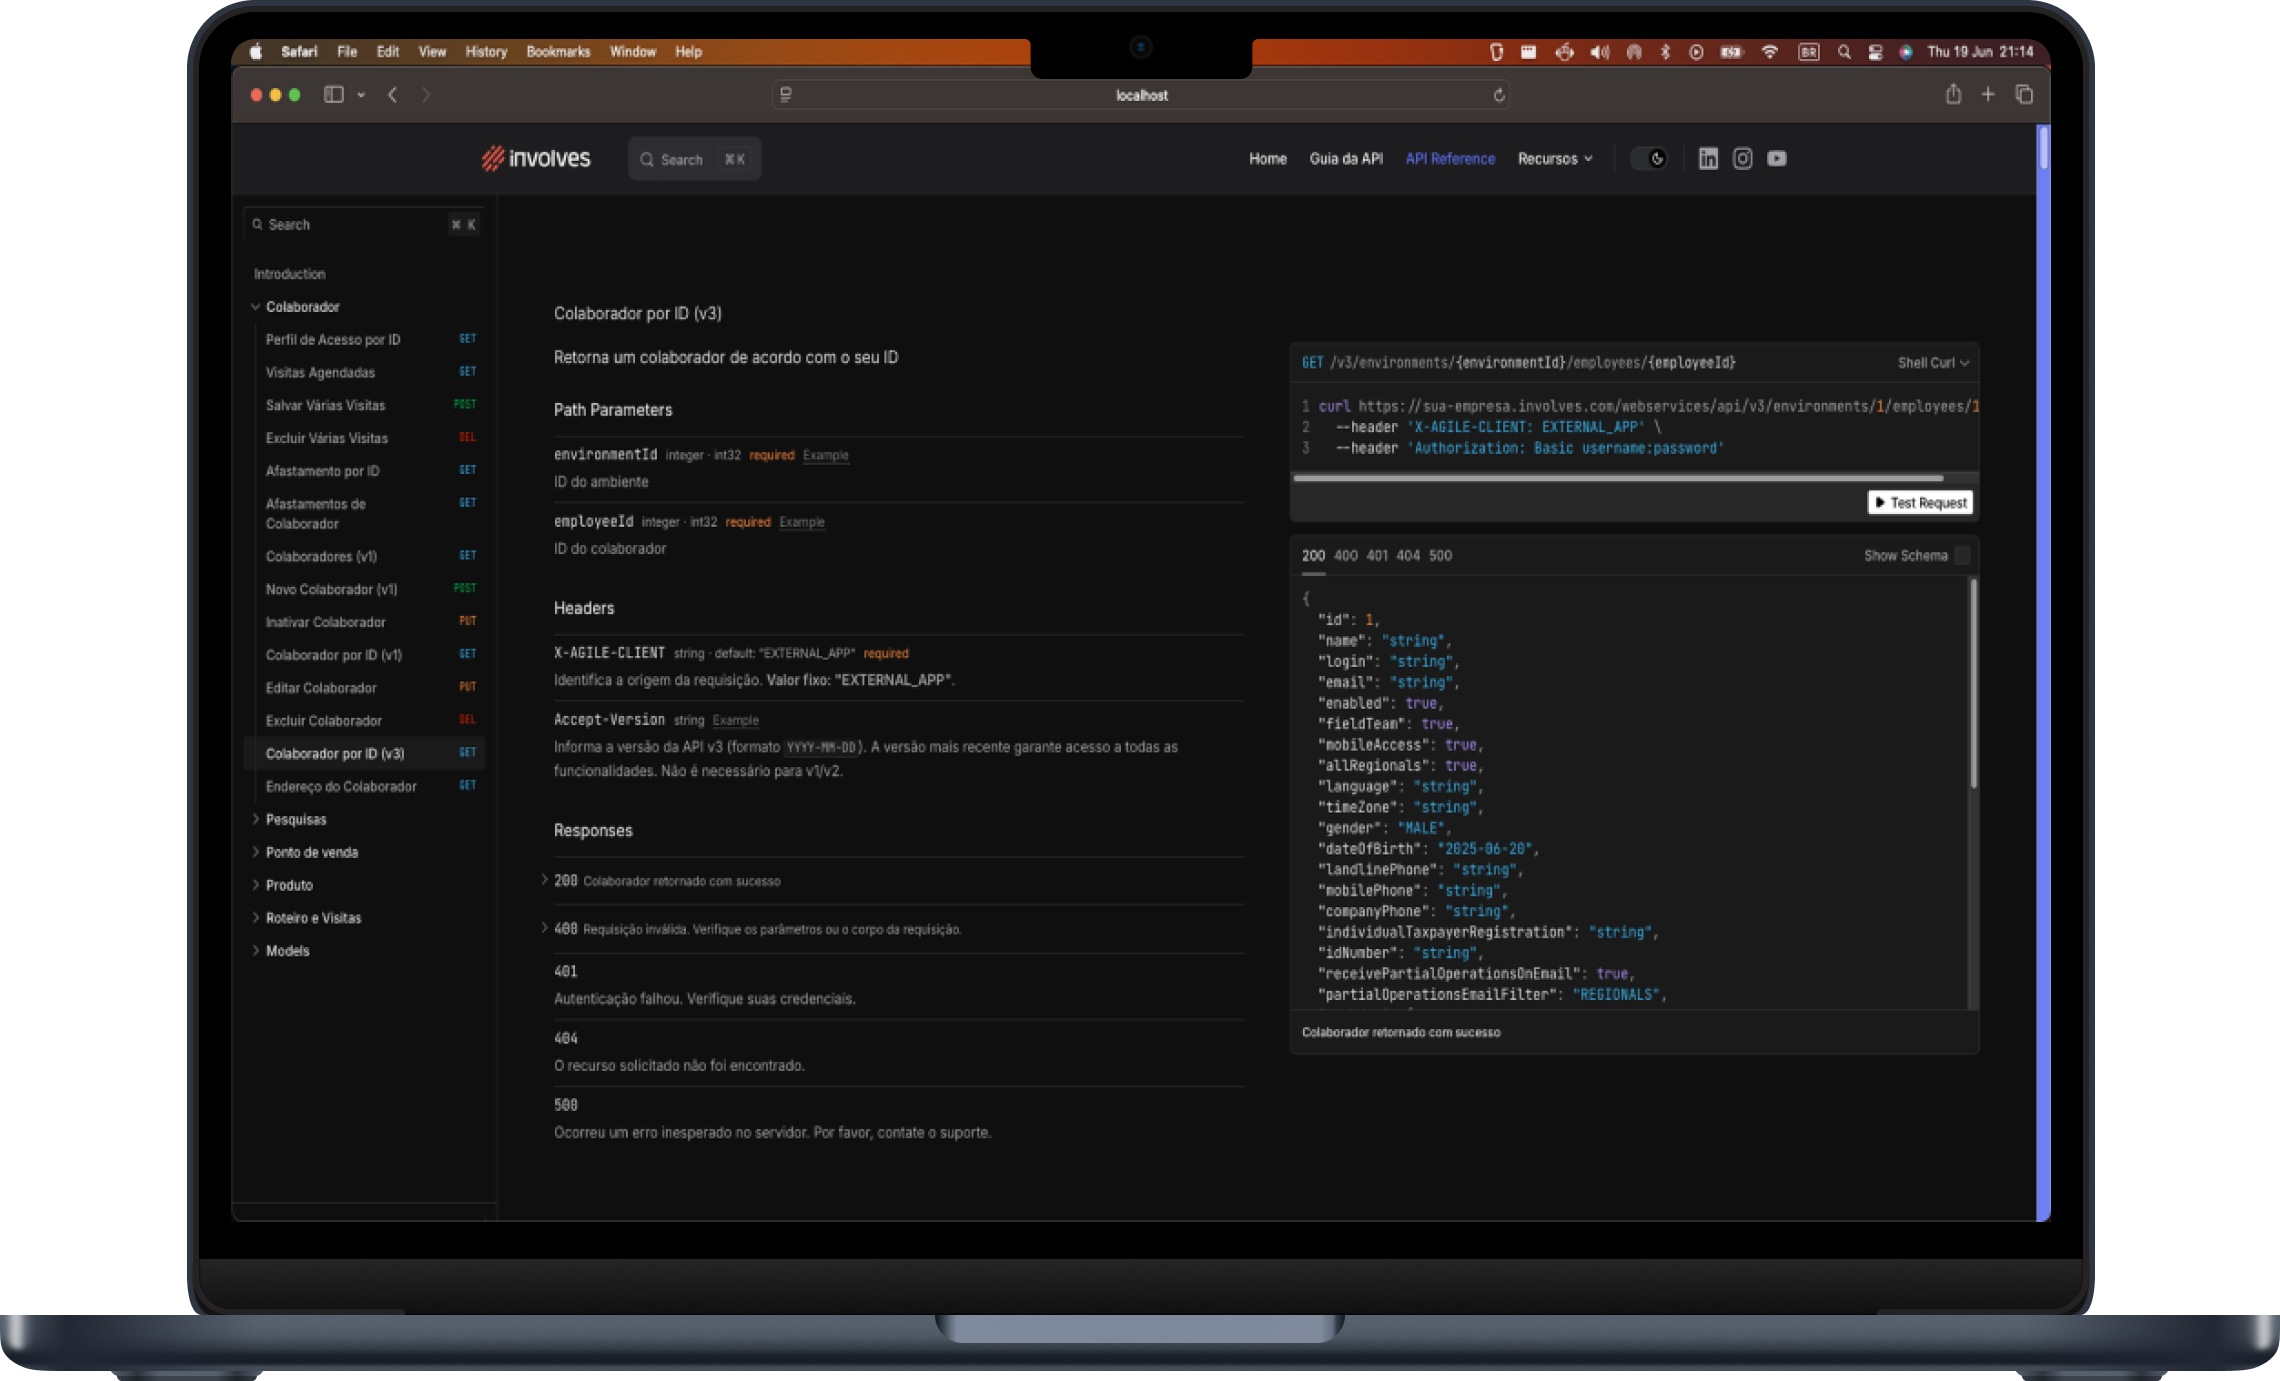 Safari File Edit View History Bookmarks Window Help
BR Thu 19 Jun 21:14
localhost
involves
Search ⌘ K
Home Guia da API API Reference Recursos
Search ⌘ K
Introduction
Colaborador
Perfil de Acesso por ID GET
Visitas Agendadas GET
Salvar Várias Visitas POST
Excluir Várias Visitas DEL
Afastamento por ID GET
Afastamentos de GET
Colaborador
Colaboradores (v1) GET
Novo Colaborador (v1) POST
Inativar Colaborador PUT
Colaborador por ID (v1) GET
Editar Colaborador PUT
Excluir Colaborador DEL
Colaborador por ID (v3) GET
Endereço do Colaborador GET
Pesquisas
Ponto de venda
Produto
Roteiro e Visitas
Models
Colaborador por ID (v3)
Retorna um colaborador de acordo com o seu ID
Path Parameters
environmentId integer · int32 required Example
ID do ambiente
employeeId integer · int32 required Example
ID do colaborador
Headers
X-AGILE-CLIENT string · default: "EXTERNAL_APP" required
Identifica a origem da requisição. Valor fixo: "EXTERNAL_APP".
Accept-Version string Example
Informa a versão da API v3 (formato YYYY-MM-DD). A versão mais recente garante acesso a todas as
funcionalidades. Não é necessário para v1/v2.
Responses
200 Colaborador retornado com sucesso
400 Requisição inválida. Verifique os parâmetros ou o corpo da requisição.
401
Autenticação falhou. Verifique suas credenciais.
404
O recurso solicitado não foi encontrado.
500
Ocorreu um erro inesperado no servidor. Por favor, contate o suporte.
GET /v3/environments/{environmentId}/employees/{employeeId} Shell Curl
1 curl https://sua-empresa.involves.com/webservices/api/v3/environments/1/employees/1
2 --header 'X-AGILE-CLIENT: EXTERNAL_APP' \
3 --header 'Authorization: Basic username:password'
Test Request
200 400 401 404 500 Show Schema
{
"id": 1,
"name": "string",
"login": "string",
"email": "string",
"enabled": true,
"fieldTeam": true,
"mobileAccess": true,
"allRegionals": true,
"language": "string",
"timeZone": "string",
"gender": "MALE",
"dateOfBirth": "2025-06-20",
"landlinePhone": "string",
"mobilePhone": "string",
"companyPhone": "string",
"individualTaxpayerRegistration": "string",
"idNumber": "string",
"receivePartialOperationsOnEmail": true,
"partialOperationsEmailFilter": "REGIONALS",
Colaborador retornado com sucesso